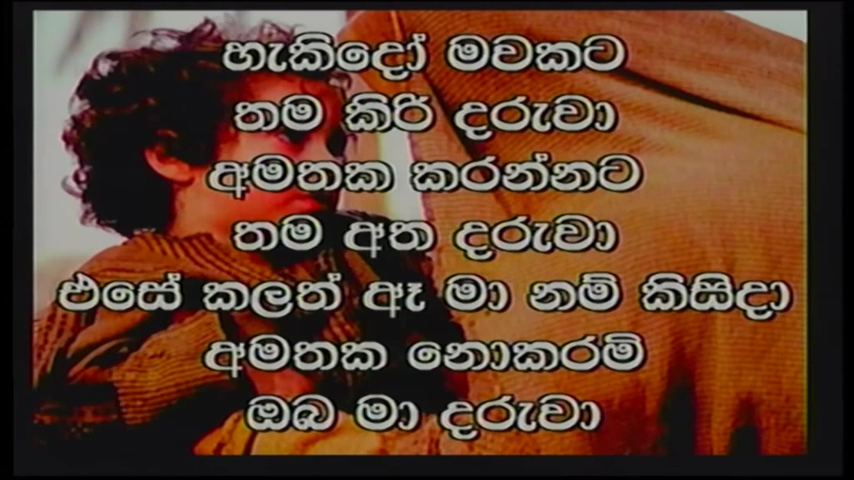 හැකිදෝ මවකට
තම කිරි දරුවා
අමතක කරන්නට
තම අත දරුවා
එසේ කලත් ඈ මා නම් කිසිදා
අමතක නොකරමි
ඔබ මා දරුවා